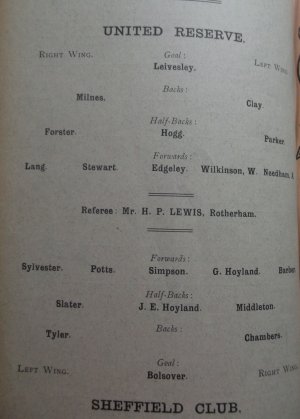 UNITED RESERVE.
RIGHT WING. Goal: LEFT WING.
Leivesley.
Backs:
Milnes. Clay.
Half-Backs:
Forster. Hogg. Parker.
Forwards:
Lang. Stewart. Edgeley. Wilkinson, W. Needham,
Referee: Mr. H. P. LEWIS, Rotherham.
Forwards:
Sylvester. Potts. Simpson. G. Hoyland. Barber
Half-Backs:
Slater. J. E. Hoyland. Middleton.
Tyler. Backs: Chambers.
LEFT WING. Goal: RIGHT WING.
Bolsover.
SHEFFIELD CLUB.